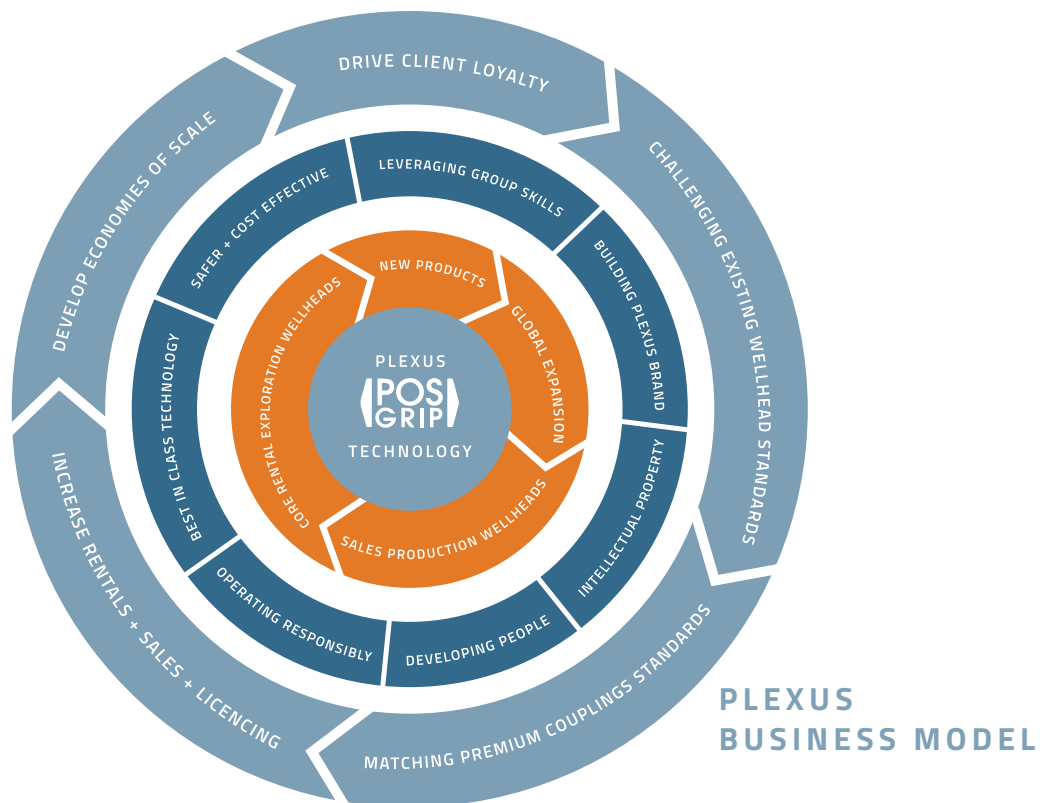 DRIVE CLIENT LOYALTY
CHALLENGING EXISTING WELLHEAD STANDARDS
MATCHING PREMIUM COUPLINGS STANDARDS
INCREASE RENTALS + SALES + LICENCING
DEVELOP ECONOMIES OF SCALE
LEVERAGING GROUP SKILLS
BUILDING PLEXUS BRAND
INTELLECTUAL PROPERTY
DEVELOPING PEOPLE
OPERATING RESPONSIBLY
BEST IN CLASS TECHNOLOGY
SAFER + COST EFFECTIVE
NEW PRODUCTS
GLOBAL EXPANSION
SALES PRODUCTION WELLHEADS
CORE RENTAL EXPLORATION WELLHEADS
PLEXUS
POS
GRIP
TECHNOLOGY
PLEXUS
BUSINESS MODEL